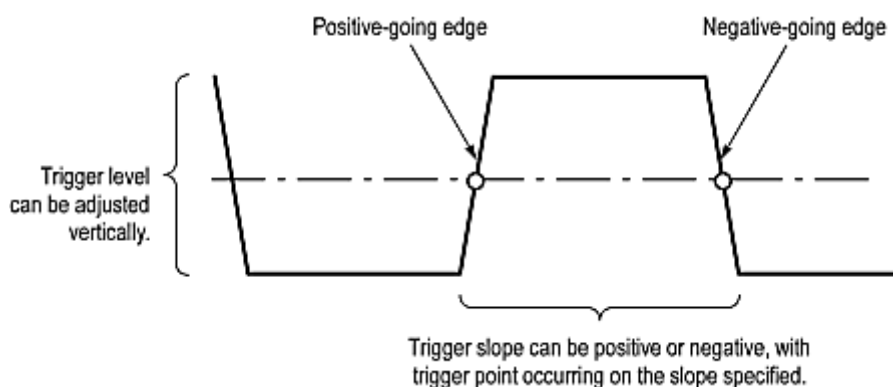 Positive-going edge
Negative-going edge
Trigger level
can be adjusted
vertically.
Trigger slope can be positive or negative, with
trigger point occurring on the slope specified.